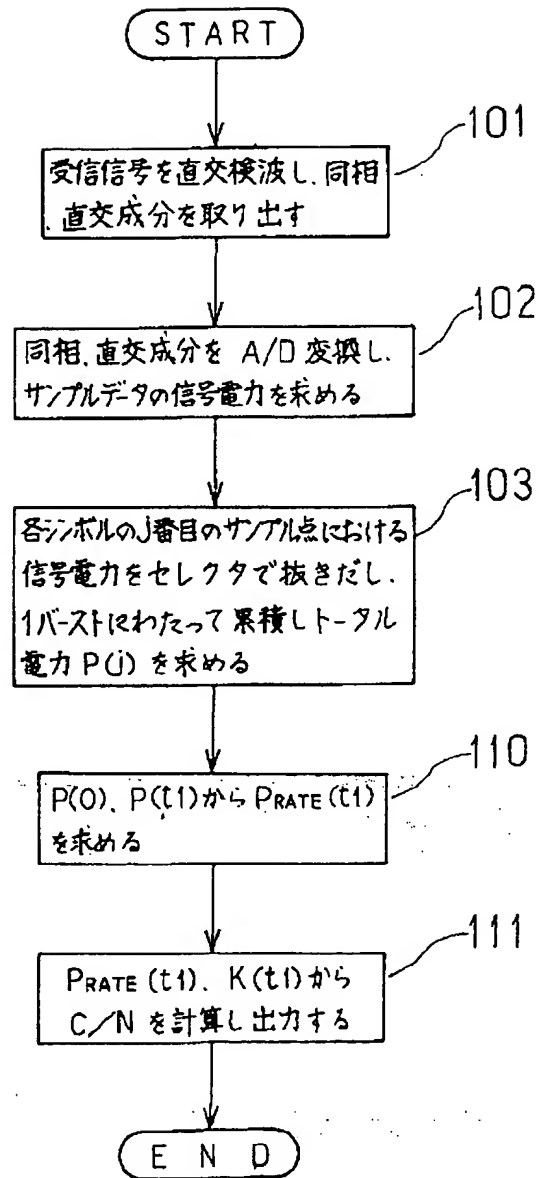 START
101
受信信号を直交検波し、同相
、直交成分を取り出す
102
同相、直交成分を A/D 変換し、
サンプルデータの信号電力を求める
103
各シンボルのj番目のサンプル点における
信号電力をセレクタで抜きだし、
1バーストにわたって累積しトータル
電力 P(j) を求める
110
P(0)、P(t1)から PRATE(t1)
を求める
111
PRATE(t1)、K(t1)から
C/N を計算し出力する
END